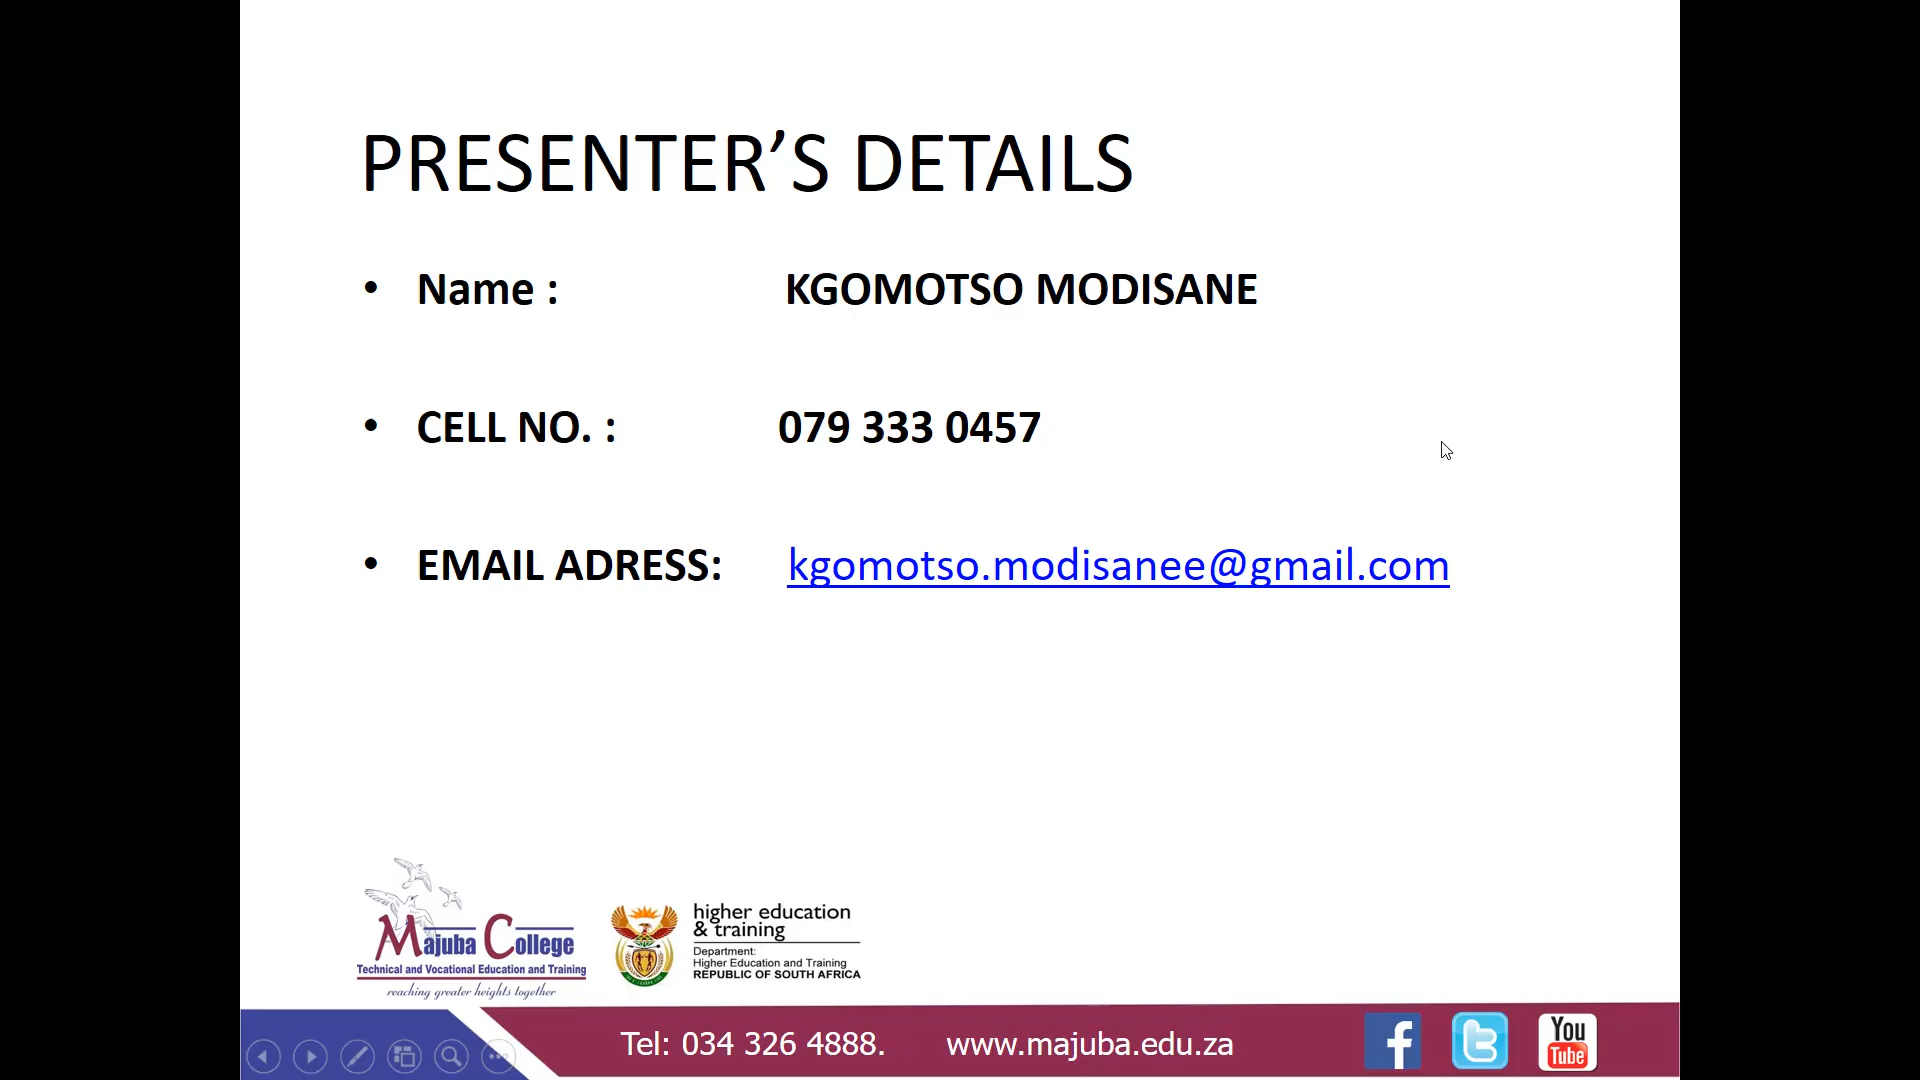 PRESENTER’S DETAILS
• Name : KGOMOTSO MODISANE
• CELL NO. : 079 333 0457
• EMAIL ADRESS: kgomotso.modisanee@gmail.com
Majuba College
Technical and Vocational Education and Training
reaching greater heights together
higher education
& training
Department:
Higher Education and Training
REPUBLIC OF SOUTH AFRICA
Tel: 034 326 4888. www.majuba.edu.za
You
Tube